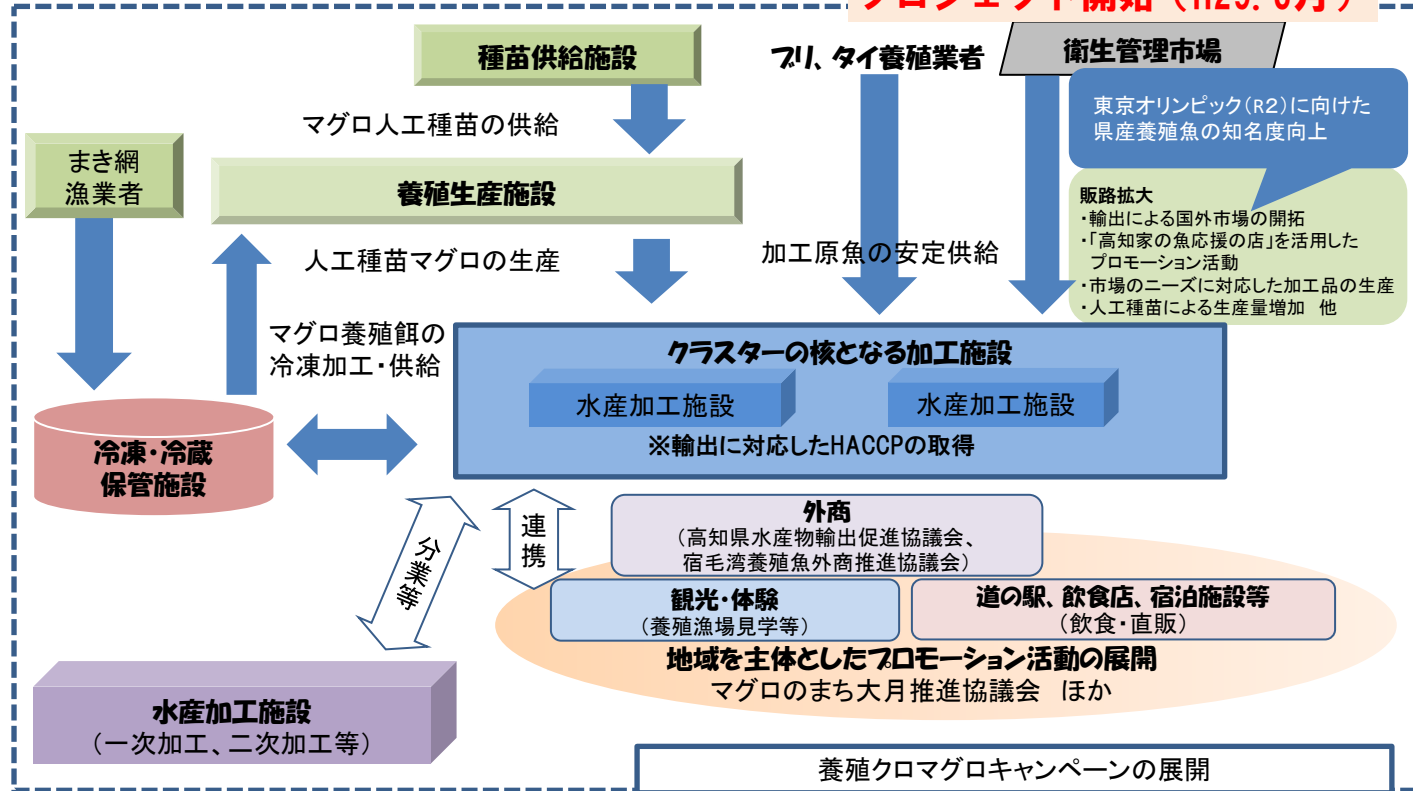 プロジェクト開始（H29.6月）
種苗供給施設
ブリ、タイ養殖業者
衛生管理市場
東京オリンピック（R2）に向けた
県産養殖魚の知名度向上
マグロ人工種苗の供給
まき網
漁業者
養殖生産施設
販路拡大
・輸出による国外市場の開拓
・「高知家の魚応援の店」を活用した
プロモーション活動
・市場のニーズに対応した加工品の生産
・人工種苗による生産量増加　他
人工種苗マグロの生産
加工原魚の安定供給
マグロ養殖餌の
冷凍加工・供給
クラスターの核となる加工施設
水産加工施設
水産加工施設
※輸出に対応したHACCPの取得
冷凍・冷蔵
保管施設
分業等
連携
外商
（高知県水産物輸出促進協議会、
宿毛湾養殖魚外商推進協議会）
観光・体験
（養殖漁場見学等）
道の駅、飲食店、宿泊施設等
（飲食・直販）
地域を主体としたプロモーション活動の展開
マグロのまち大月推進協議会　ほか
水産加工施設
（一次加工、二次加工等）
養殖クロマグロキャンペーンの展開